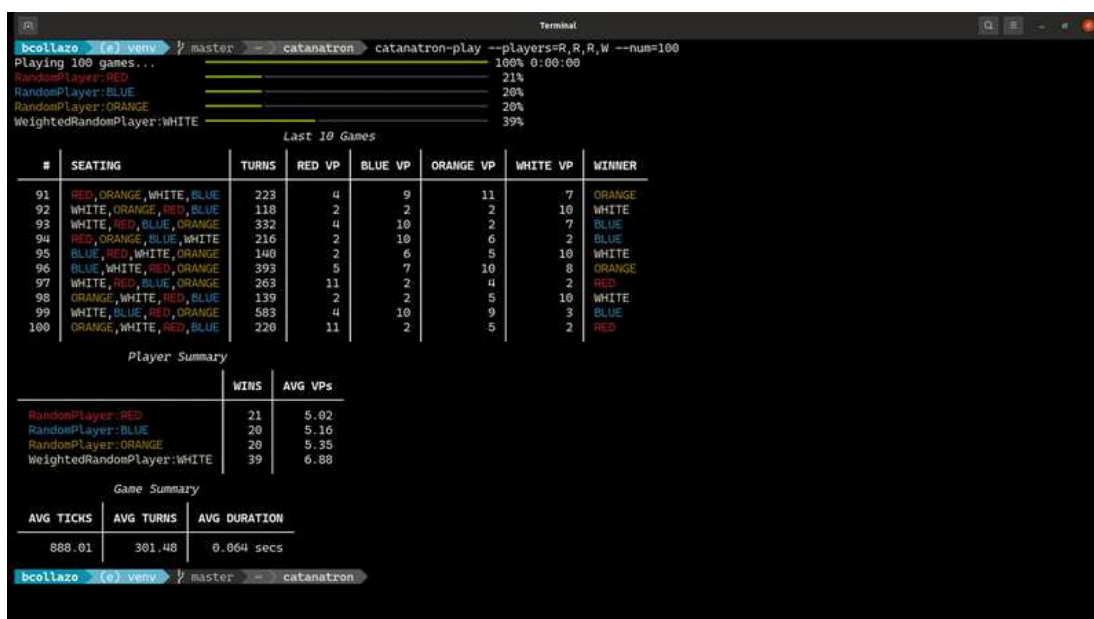 Terminal
bcollazo (e) venv master ~ catanatron catanatron-play --players=R,R,R,W --num=100
Playing 100 games... 100% 0:00:00
RandomPlayer:RED 21%
RandomPlayer:BLUE 20%
RandomPlayer:ORANGE 20%
WeightedRandomPlayer:WHITE 39%
Last 10 Games
# SEATING TURNS RED VP BLUE VP ORANGE VP WHITE VP WINNER
91 RED,ORANGE,WHITE,BLUE 223 4 9 11 7 ORANGE
92 WHITE,ORANGE,RED,BLUE 118 2 2 2 10 WHITE
93 WHITE,RED,BLUE,ORANGE 332 4 10 2 7 BLUE
94 RED,ORANGE,BLUE,WHITE 216 2 10 6 2 BLUE
95 BLUE,RED,WHITE,ORANGE 140 2 6 5 10 WHITE
96 BLUE,WHITE,RED,ORANGE 393 5 7 10 8 ORANGE
97 WHITE,RED,BLUE,ORANGE 263 11 2 4 2 RED
98 ORANGE,WHITE,RED,BLUE 139 2 2 5 10 WHITE
99 WHITE,BLUE,RED,ORANGE 583 4 10 9 3 BLUE
100 ORANGE,WHITE,RED,BLUE 220 11 2 5 2 RED
Player Summary
WINS AVG VPs
RandomPlayer:RED 21 5.02
RandomPlayer:BLUE 20 5.16
RandomPlayer:ORANGE 20 5.35
WeightedRandomPlayer:WHITE 39 6.88
Game Summary
AVG TICKS AVG TURNS AVG DURATION
888.01 301.48 0.064 secs
bcollazo (e) venv master ~ catanatron